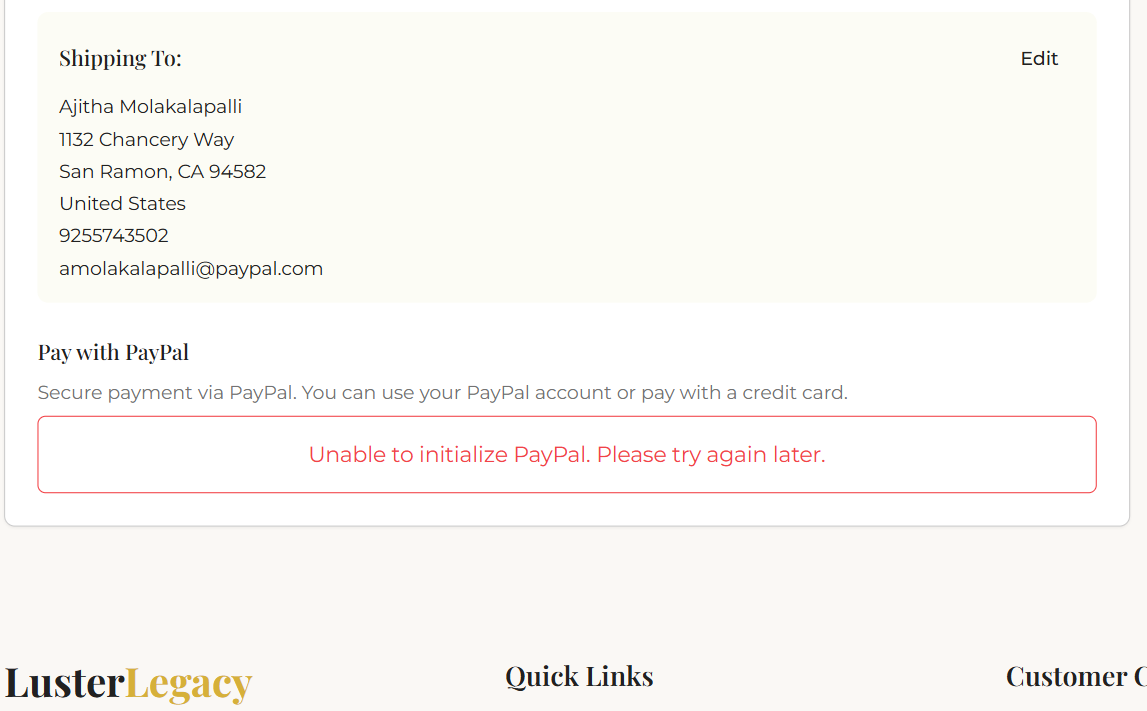 Shipping To:
Edit
Ajitha Molakalapalli
1132 Chancery Way
San Ramon, CA 94582
United States
9255743502
amolakalapalli@paypal.com
Pay with PayPal
Secure payment via PayPal. You can use your PayPal account or pay with a credit card.
Unable to initialize PayPal. Please try again later.
LusterLegacy
Quick Links
Customer